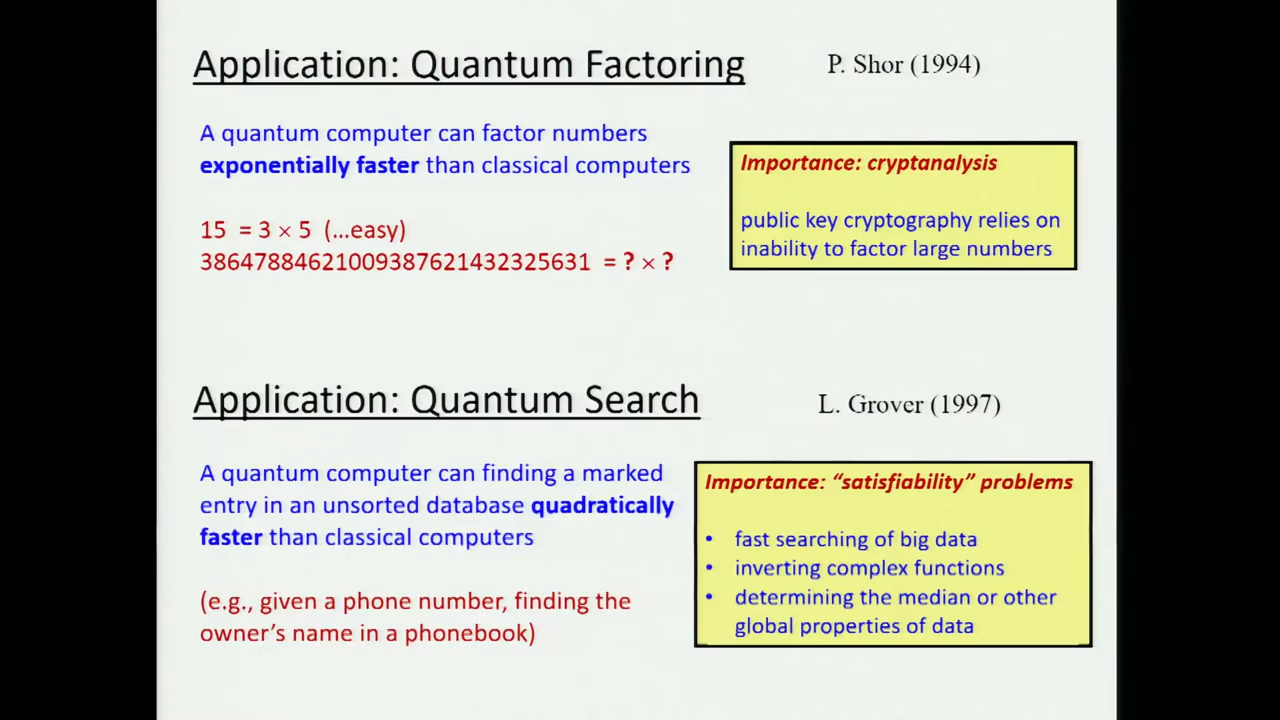 Application: Quantum Factoring
P. Shor (1994)
A quantum computer can factor numbers
exponentially faster than classical computers
15 = 3 × 5 (…easy)
38647884621009387621432325631 = ? × ?
Importance: cryptanalysis
public key cryptography relies on
inability to factor large numbers
Application: Quantum Search
L. Grover (1997)
A quantum computer can finding a marked
entry in an unsorted database quadratically
faster than classical computers
(e.g., given a phone number, finding the
owner’s name in a phonebook)
Importance: “satisfiability” problems
• fast searching of big data
• inverting complex functions
• determining the median or other
global properties of data